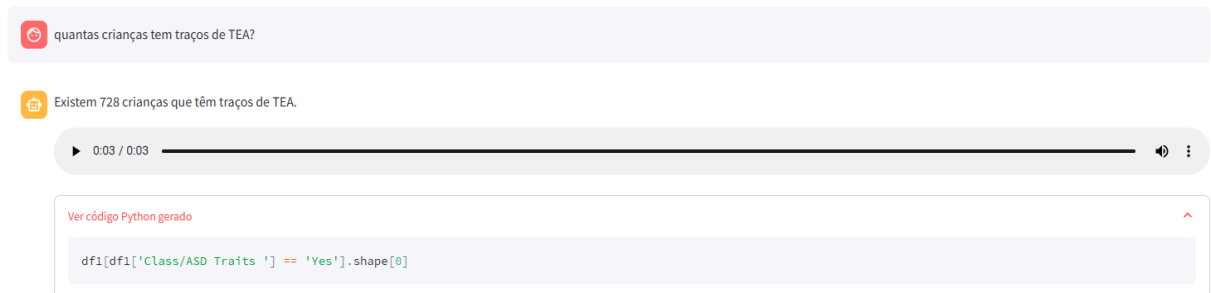 quantas crianças tem traços de TEA?
Existem 728 crianças que têm traços de TEA.
0:03 / 0:03
Ver código Python gerado
df1[df1['Class/ASD Traits '] == 'Yes'].shape[0]